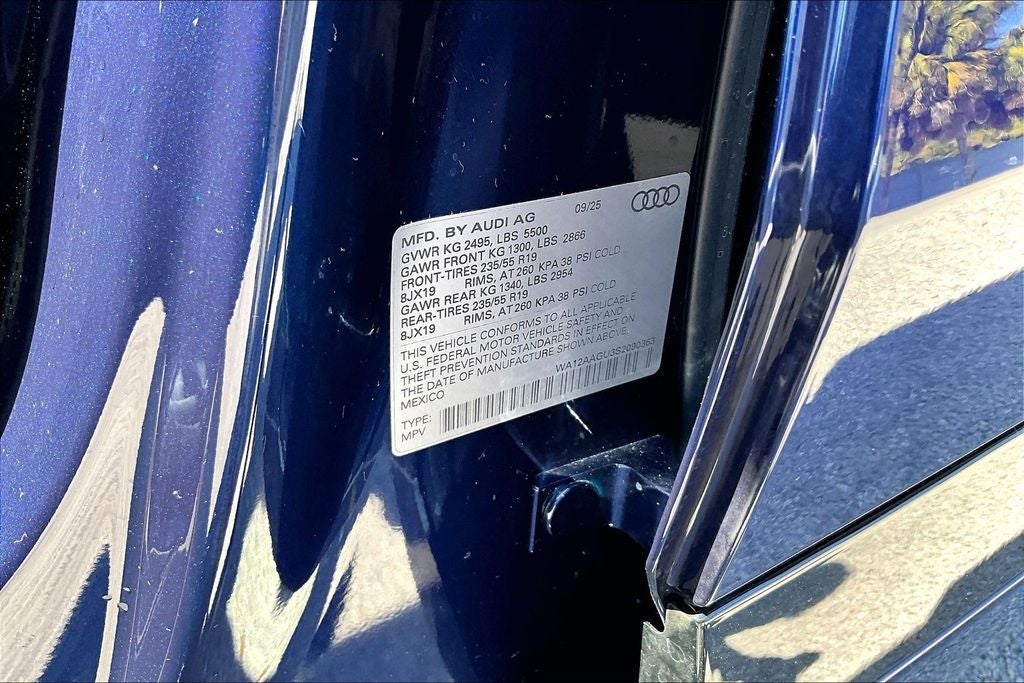 MFD. BY AUDI AG 09/25
GVWR KG 2495, LBS 5500
GAWR FRONT KG 1300, LBS 2866
FRONT-TIRES 235/55 R19
8JX19 RIMS, AT 260 KPA 38 PSI COLD
GAWR REAR KG 1340, LBS 2954
REAR-TIRES 235/55 R19
8JX19 RIMS, AT 260 KPA 38 PSI COLD
THIS VEHICLE CONFORMS TO ALL APPLICABLE
U.S. FEDERAL MOTOR VEHICLE SAFETY AND
THEFT PREVENTION STANDARDS IN EFFECT ON
THE DATE OF MANUFACTURE SHOWN ABOVE.
MEXICO WA12AAGU3S2090363
TYPE:
MPV